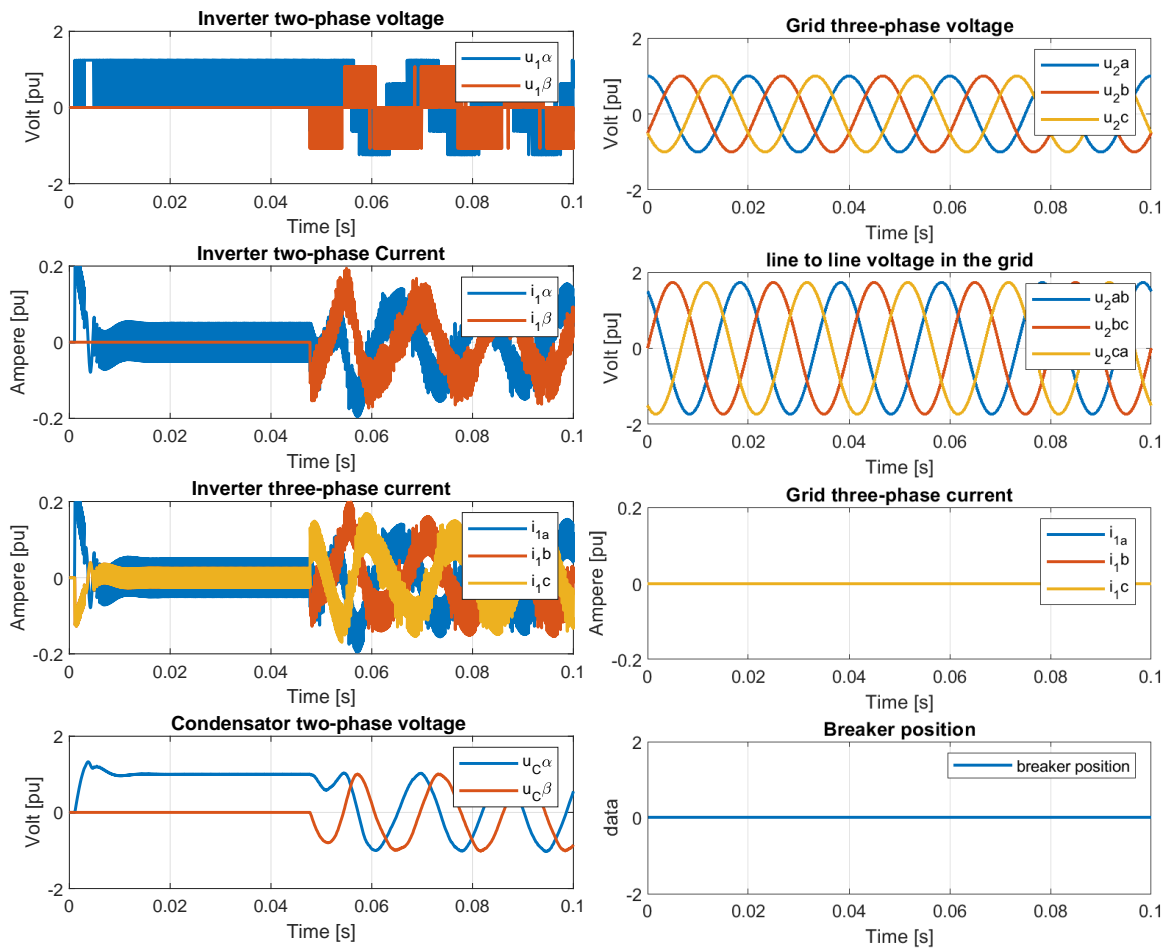 Inverter two-phase voltage
2
0
-2
Volt [pu]
u1α
u1β
0 0.02 0.04 0.06 0.08 0.1
Time [s]
Inverter two-phase Current
0.2
0
-0.2
Ampere [pu]
i1α
i1β
0 0.02 0.04 0.06 0.08 0.1
Time [s]
Inverter three-phase current
0.2
0
-0.2
Ampere [pu]
i1a
i1b
i1c
0 0.02 0.04 0.06 0.08 0.1
Time [s]
Condensator two-phase voltage
2
0
-2
Volt [pu]
uCα
uCβ
0 0.02 0.04 0.06 0.08 0.1
Time [s]
Grid three-phase voltage
2
0
-2
Volt [pu]
u2a
u2b
u2c
0 0.02 0.04 0.06 0.08 0.1
Time [s]
line to line voltage in the grid
2
0
-2
Volt [pu]
u2ab
u2bc
u2ca
0 0.02 0.04 0.06 0.08 0.1
Time [s]
Grid three-phase current
0.2
0
-0.2
Ampere [pu]
i1a
i1b
i1c
0 0.02 0.04 0.06 0.08 0.1
Time [s]
Breaker position
2
0
-2
data
breaker position
0 0.02 0.04 0.06 0.08 0.1
Time [s]